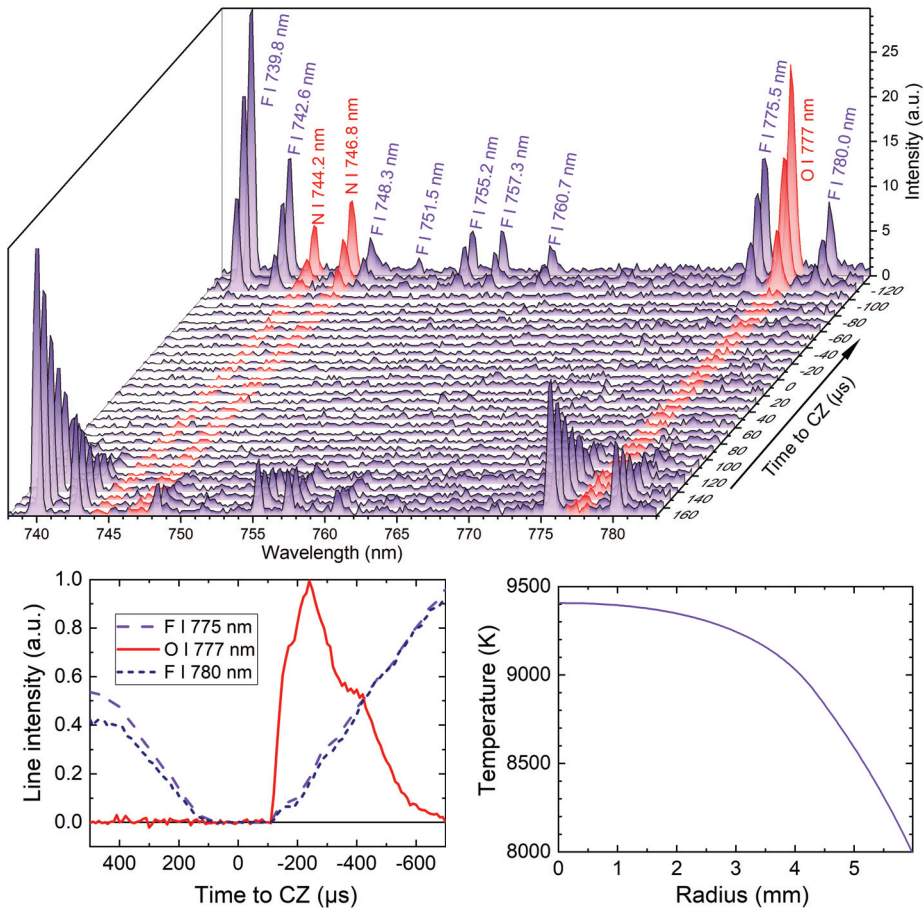 F I 739.8 nm
F I 742.6 nm
N I 744.2 nm
N I 746.8 nm
F I 748.3 nm
F I 751.5 nm
F I 755.2 nm
F I 757.3 nm
F I 760.7 nm
F I 775.5 nm
O I 777 nm
F I 780.0 nm
25
20
15
10
5
0
Intensity (a.u.)
-120
-100
-80
-60
-40
-20
0
20
40
60
80
100
120
140
160
Time to CZ (µs)
740 745 750 755 760 765 770 775 780
Wavelength (nm)
1.0
0.8
0.6
0.4
0.2
0.0
Line intensity (a.u.)
F I 775 nm
O I 777 nm
F I 780 nm
400 200 0 -200 -400 -600
Time to CZ (µs)
9500
9000
8500
8000
Temperature (K)
0 1 2 3 4 5
Radius (mm)